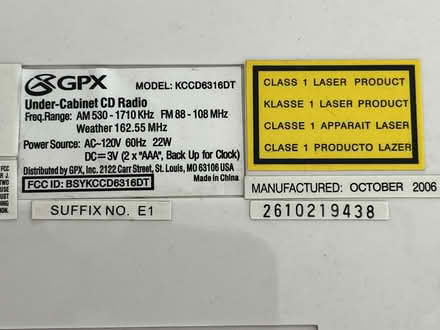 GPX
MODEL: KCCD6316DT
Under-Cabinet CD Radio
Freq.Range: AM 530 - 1710 KHz FM 88 - 108 MHz
Weather 162.55 MHz
Power Source: AC~120V 60Hz 22W
DC⎓3V (2 x "AAA", Back Up for Clock)
Distributed by GPX, Inc. 2122 Carr Street, St. Louis, MO 63106 USA
FCC ID: BSYKCCD6316DT
Made in China
SUFFIX NO. E1
CLASS 1 LASER PRODUCT
KLASSE 1 LASER PRODUCT
CLASS 1 APPARAIT LASER
CLASE 1 PRODUCTO LAZER
MANUFACTURED: OCTOBER 2006
2610219438